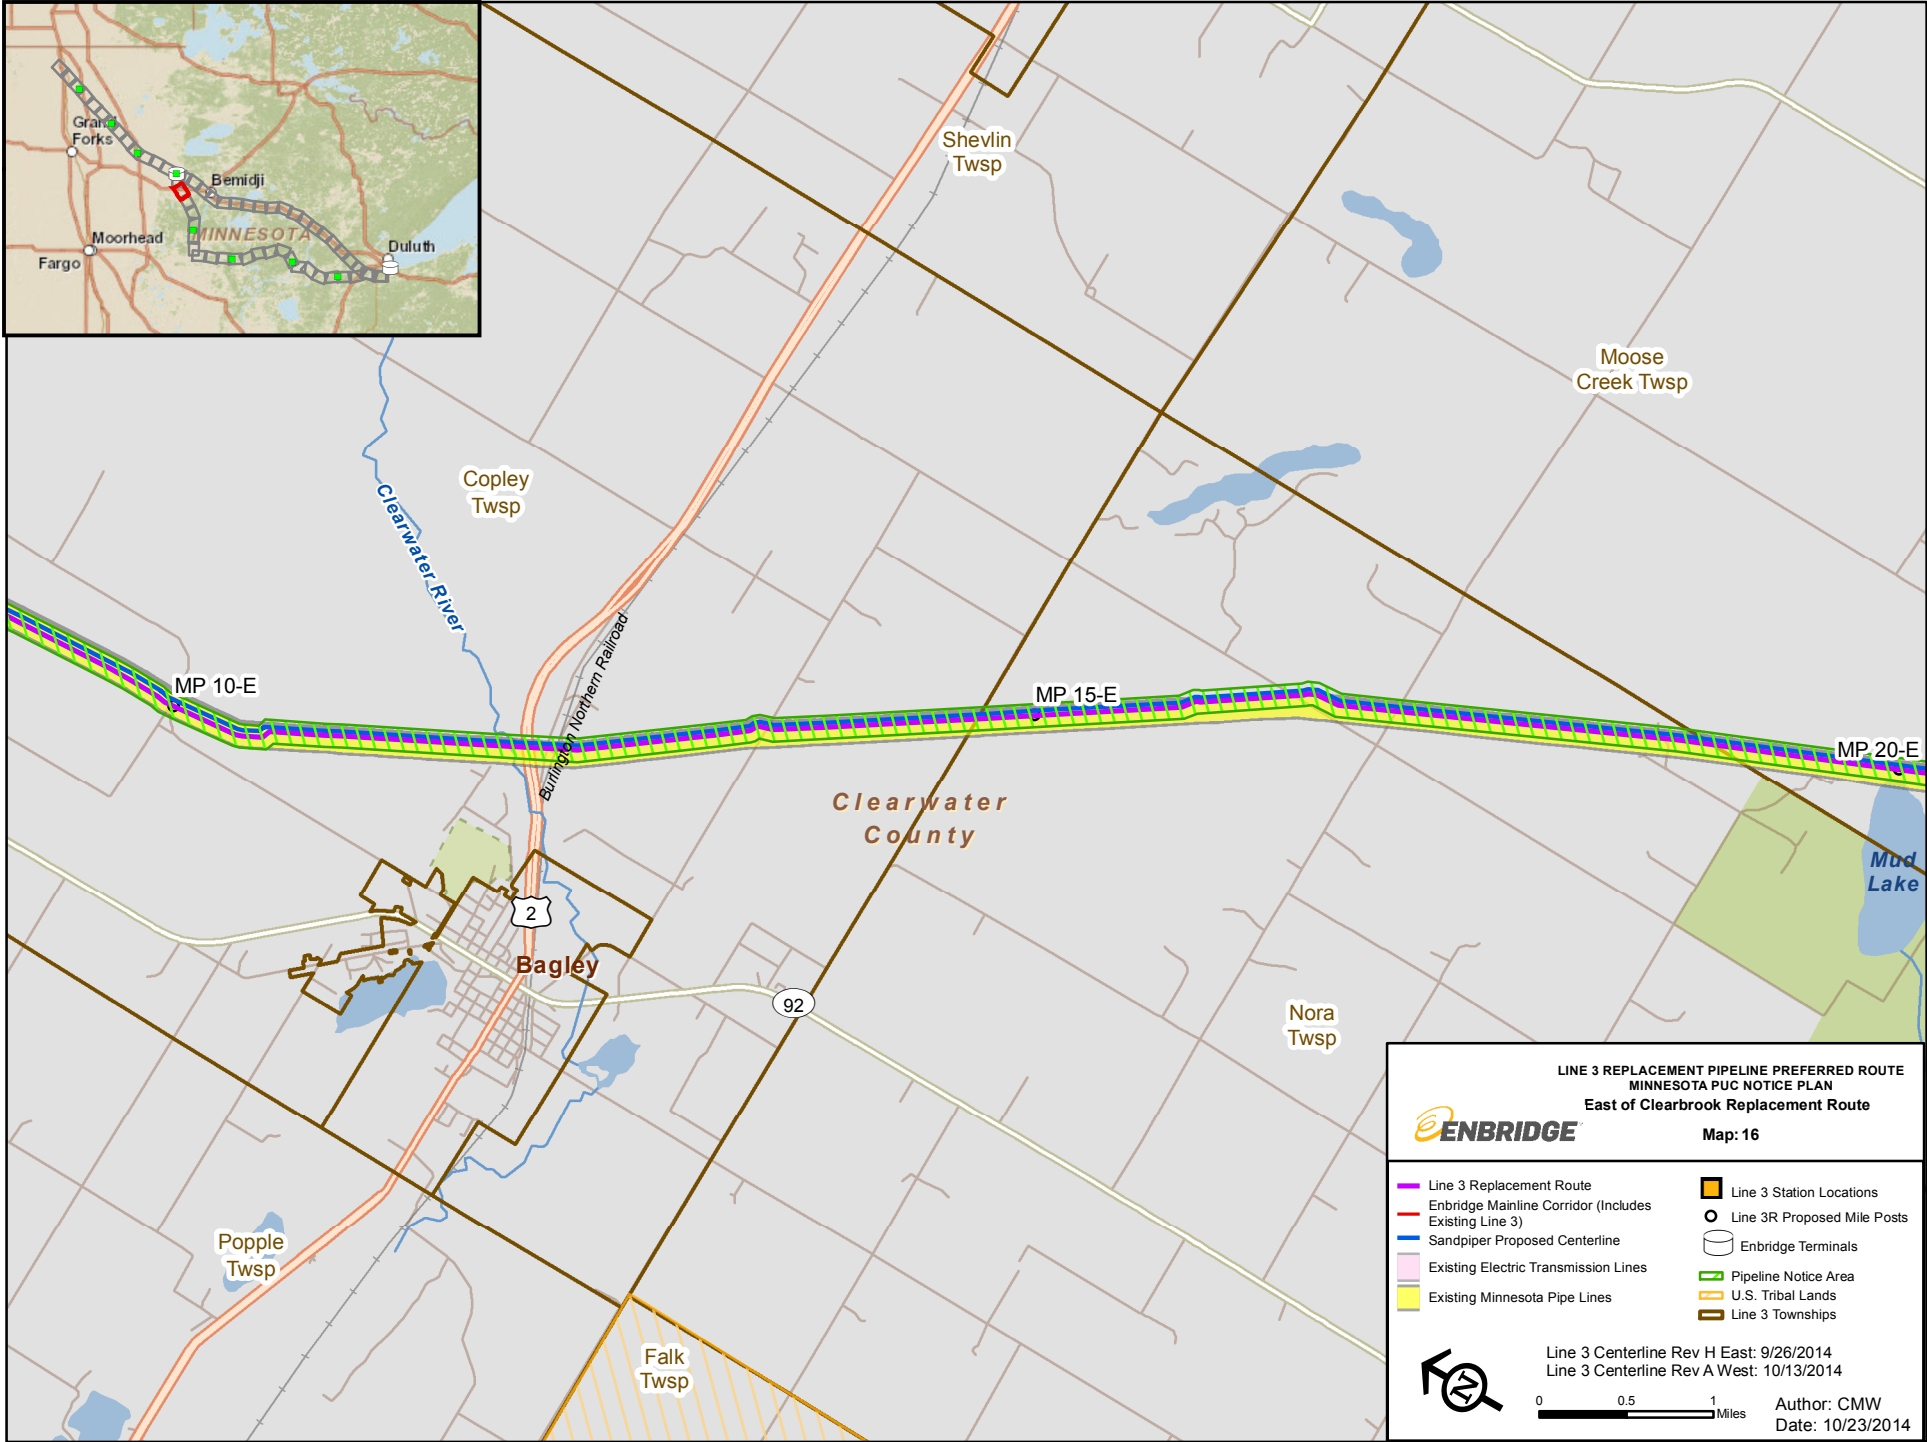 Grand
Forks
Bemidji
MINNESOTA
Moorhead
Fargo
Duluth
Shevlin
Twsp
Moose
Creek Twsp
Copley
Twsp
Clearwater River
Burlington Northern Railroad
MP 10-E
MP 15-E
MP 20-E
Clearwater
County
Mud
Lake
2
Bagley
92
Nora
Twsp
Popple
Twsp
Falk
Twsp
LINE 3 REPLACEMENT PIPELINE PREFERRED ROUTE
MINNESOTA PUC NOTICE PLAN
East of Clearbrook Replacement Route
ENBRIDGE
Map: 16
Line 3 Replacement Route
Enbridge Mainline Corridor (Includes
Existing Line 3)
Sandpiper Proposed Centerline
Existing Electric Transmission Lines
Existing Minnesota Pipe Lines
Line 3 Station Locations
Line 3R Proposed Mile Posts
Enbridge Terminals
Pipeline Notice Area
U.S. Tribal Lands
Line 3 Townships
N
Line 3 Centerline Rev H East: 9/26/2014
Line 3 Centerline Rev A West: 10/13/2014
0 0.5 1
Miles
Author: CMW
Date: 10/23/2014